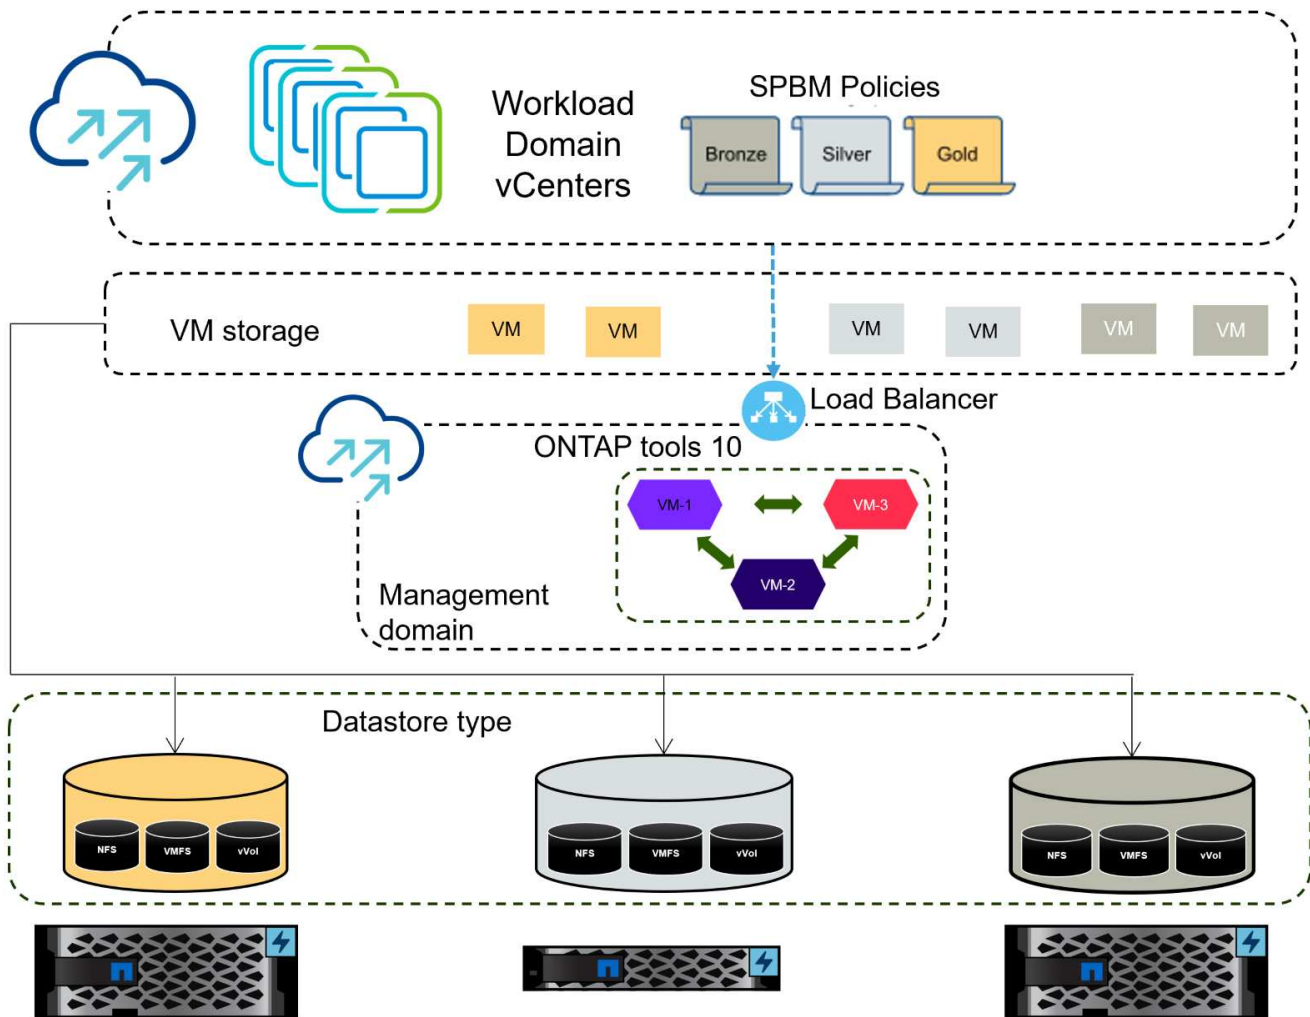 SPBM Policies
Workload
Domain
vCenters
Bronze
Silver
Gold
VM storage
VM
VM
VM
VM
VM
VM
Load Balancer
ONTAP tools 10
VM-1
VM-3
VM-2
Management
domain
Datastore type
NFS
VMFS
vVol
NFS
VMFS
vVol
NFS
VMFS
vVol